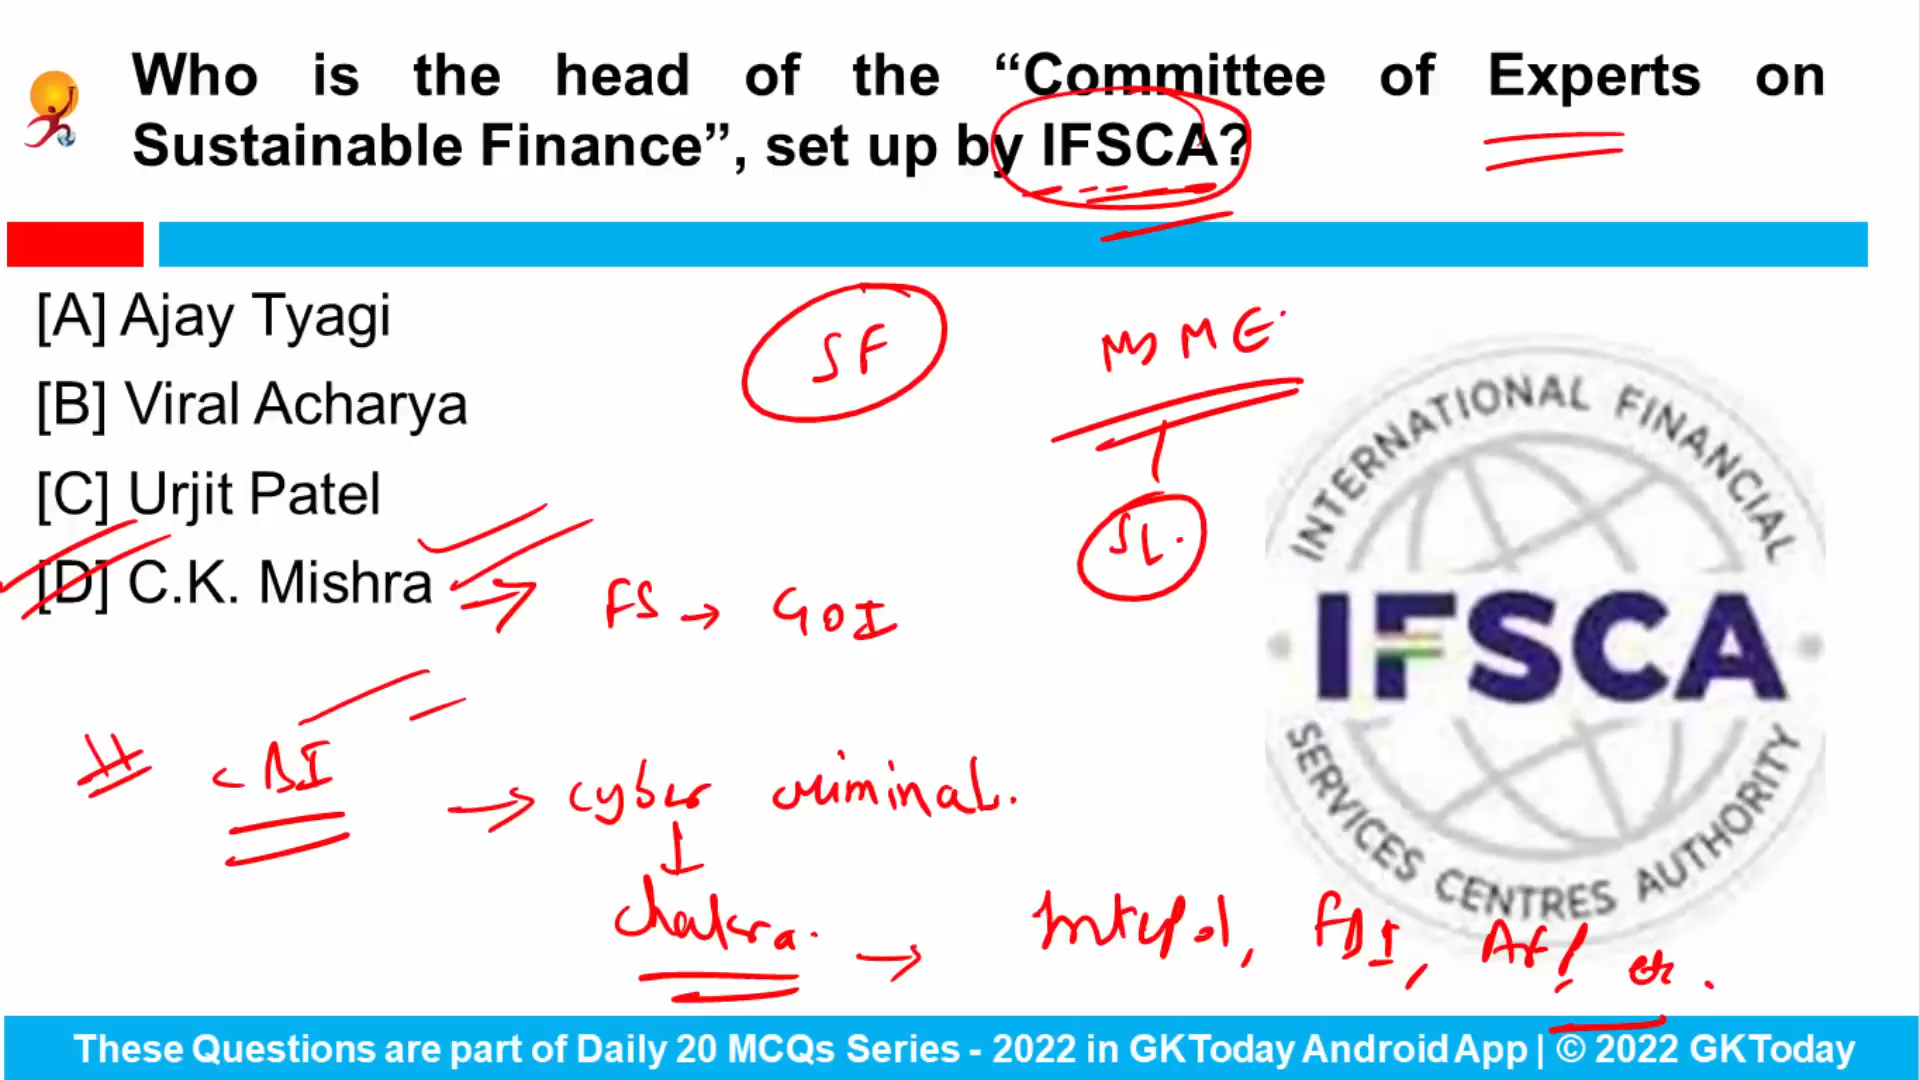 Who is the head of the “Committee of Experts on
Sustainable Finance”, set up by IFSCA?
[A] Ajay Tyagi
[B] Viral Acharya
[C] Urjit Patel
[D] C.K. Mishra
SF
MSME.
SL.
FS → GOI
CBI → cyber criminal.
chakra. → Interpol, FBI,
INTERNATIONAL FINANCIAL
IFSCA
SERVICES CENTRES AUTHORITY
These Questions are part of Daily 20 MCQs Series - 2022 in GKToday Android App | © 2022 GKToday